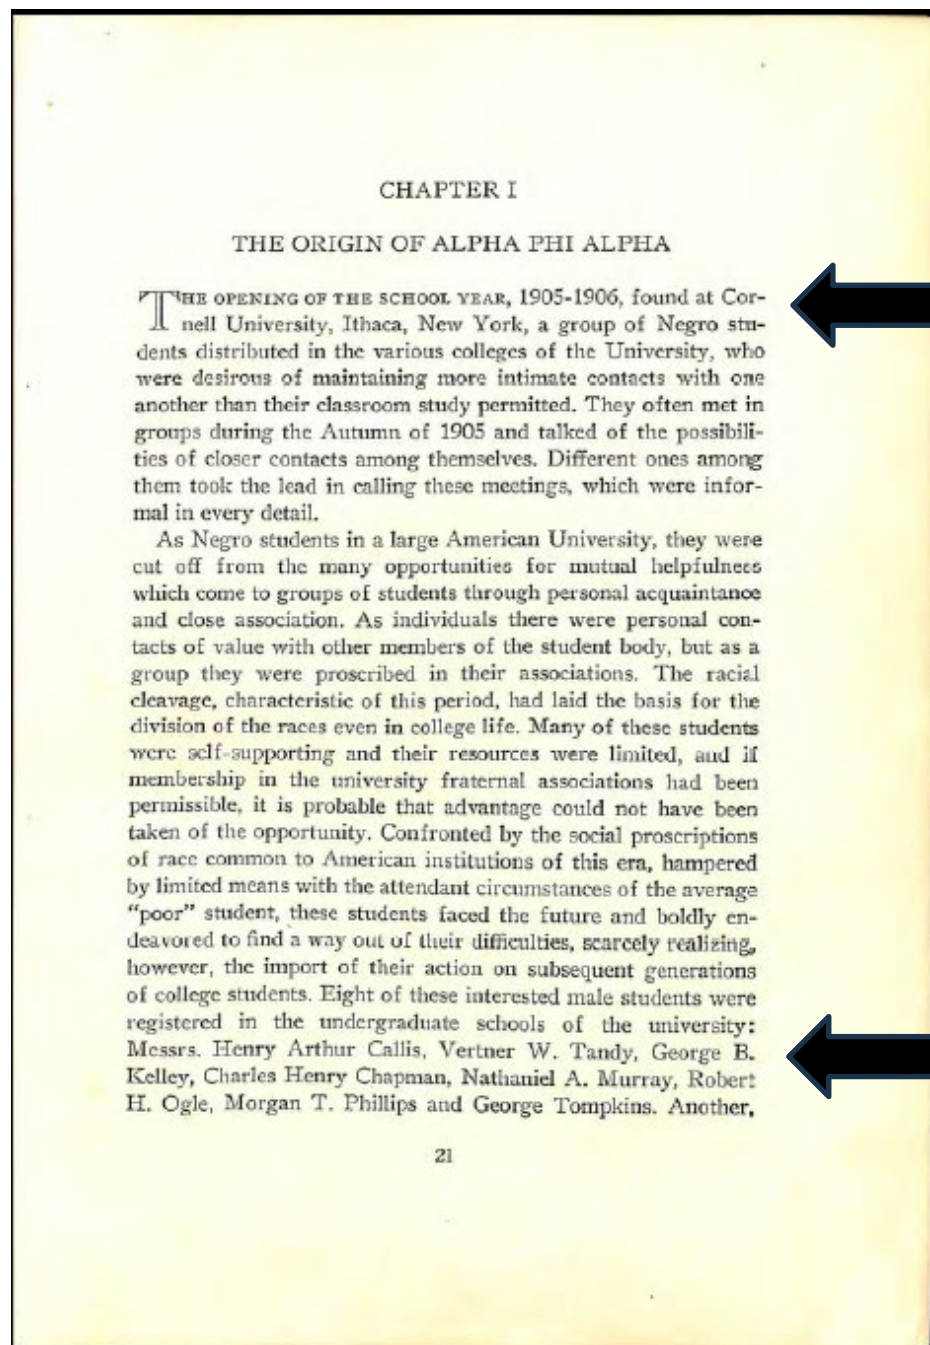 CHAPTER I
THE ORIGIN OF ALPHA PHI ALPHA
THE OPENING OF THE SCHOOL YEAR, 1905-1906, found at Cor-
nell University, Ithaca, New York, a group of Negro stu-
dents distributed in the various colleges of the University, who
were desirous of maintaining more intimate contacts with one
another than their classroom study permitted. They often met in
groups during the Autumn of 1905 and talked of the possibili-
ties of closer contacts among themselves. Different ones among
them took the lead in calling these meetings, which were infor-
mal in every detail.
As Negro students in a large American University, they were
cut off from the many opportunities for mutual helpfulness
which come to groups of students through personal acquaintance
and close association. As individuals there were personal con-
tacts of value with other members of the student body, but as a
group they were proscribed in their associations. The racial
cleavage, characteristic of this period, had laid the basis for the
division of the races even in college life. Many of these students
were self-supporting and their resources were limited, and if
membership in the university fraternal associations had been
permissible, it is probable that advantage could not have been
taken of the opportunity. Confronted by the social proscriptions
of race common to American institutions of this era, hampered
by limited means with the attendant circumstances of the average
"poor" student, these students faced the future and boldly en-
deavored to find a way out of their difficulties, scarcely realizing,
however, the import of their action on subsequent generations
of college students. Eight of these interested male students were
registered in the undergraduate schools of the university:
Messrs. Henry Arthur Callis, Vertner W. Tandy, George B.
Kelley, Charles Henry Chapman, Nathaniel A. Murray, Robert
H. Ogle, Morgan T. Phillips and George Tompkins. Another,
21